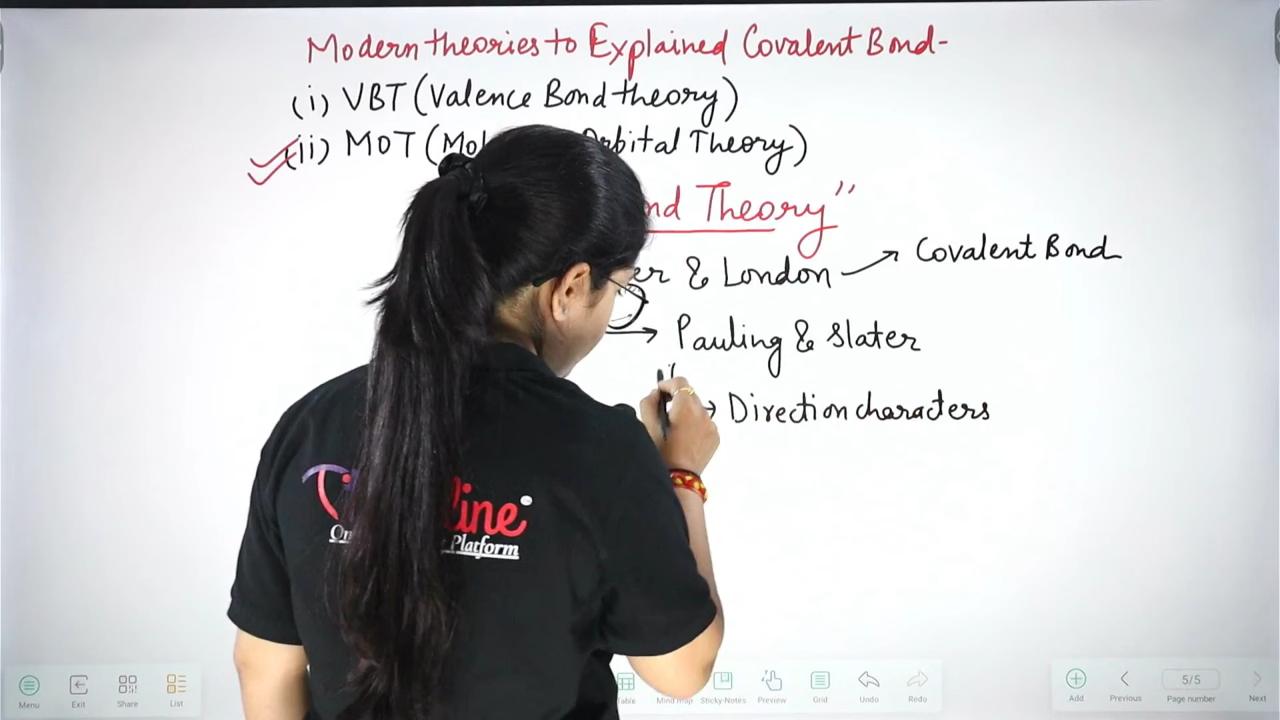 Modern theories to Explained Covalent Bond-
(i) VBT (Valence Bond theory)
(ii) MOT (Mol Orbital Theory)
nd Theory"
er & London → Covalent Bond
→ Pauling & Slater
→ Direction characters
line
On Platform
Menu
Exit
Share
List
Table
Mind map
Sticky-Notes
Preview
Grid
Undo
Redo
Add
Previous
5/5
Page number
Next